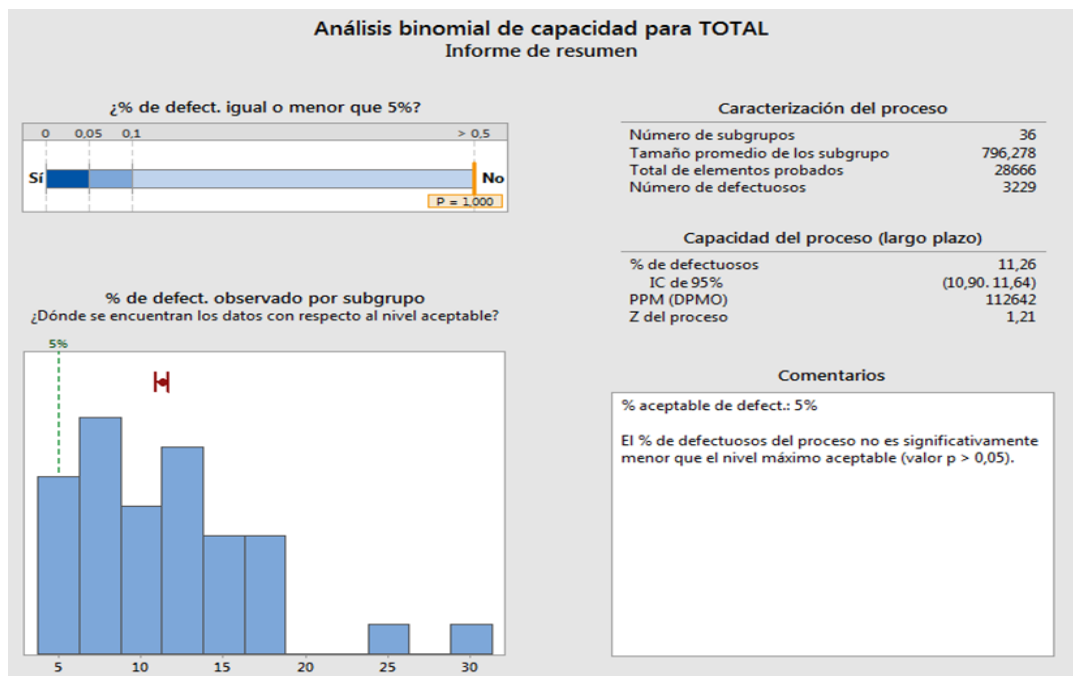 Análisis binomial de capacidad para TOTAL
Informe de resumen
¿% de defect. igual o menor que 5%?
0 0,05 0,1 > 0,5
Sí No
P = 1,000
% de defect. observado por subgrupo
¿Dónde se encuentran los datos con respecto al nivel aceptable?
5%
5 10 15 20 25 30
Caracterización del proceso
Número de subgrupos 36
Tamaño promedio de los subgrupo 796,278
Total de elementos probados 28666
Número de defectuosos 3229
Capacidad del proceso (largo plazo)
% de defectuosos 11,26
IC de 95% (10,90. 11,64)
PPM (DPMO) 112642
Z del proceso 1,21
Comentarios
% aceptable de defect.: 5%
El % de defectuosos del proceso no es significativamente
menor que el nivel máximo aceptable (valor p > 0,05).